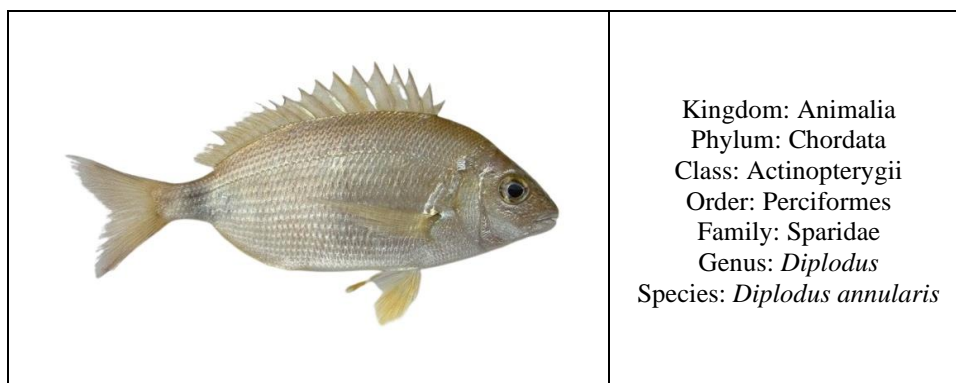 Kingdom: Animalia
Phylum: Chordata
Class: Actinopterygii
Order: Perciformes
Family: Sparidae
Genus: Diplodus
Species: Diplodus annularis